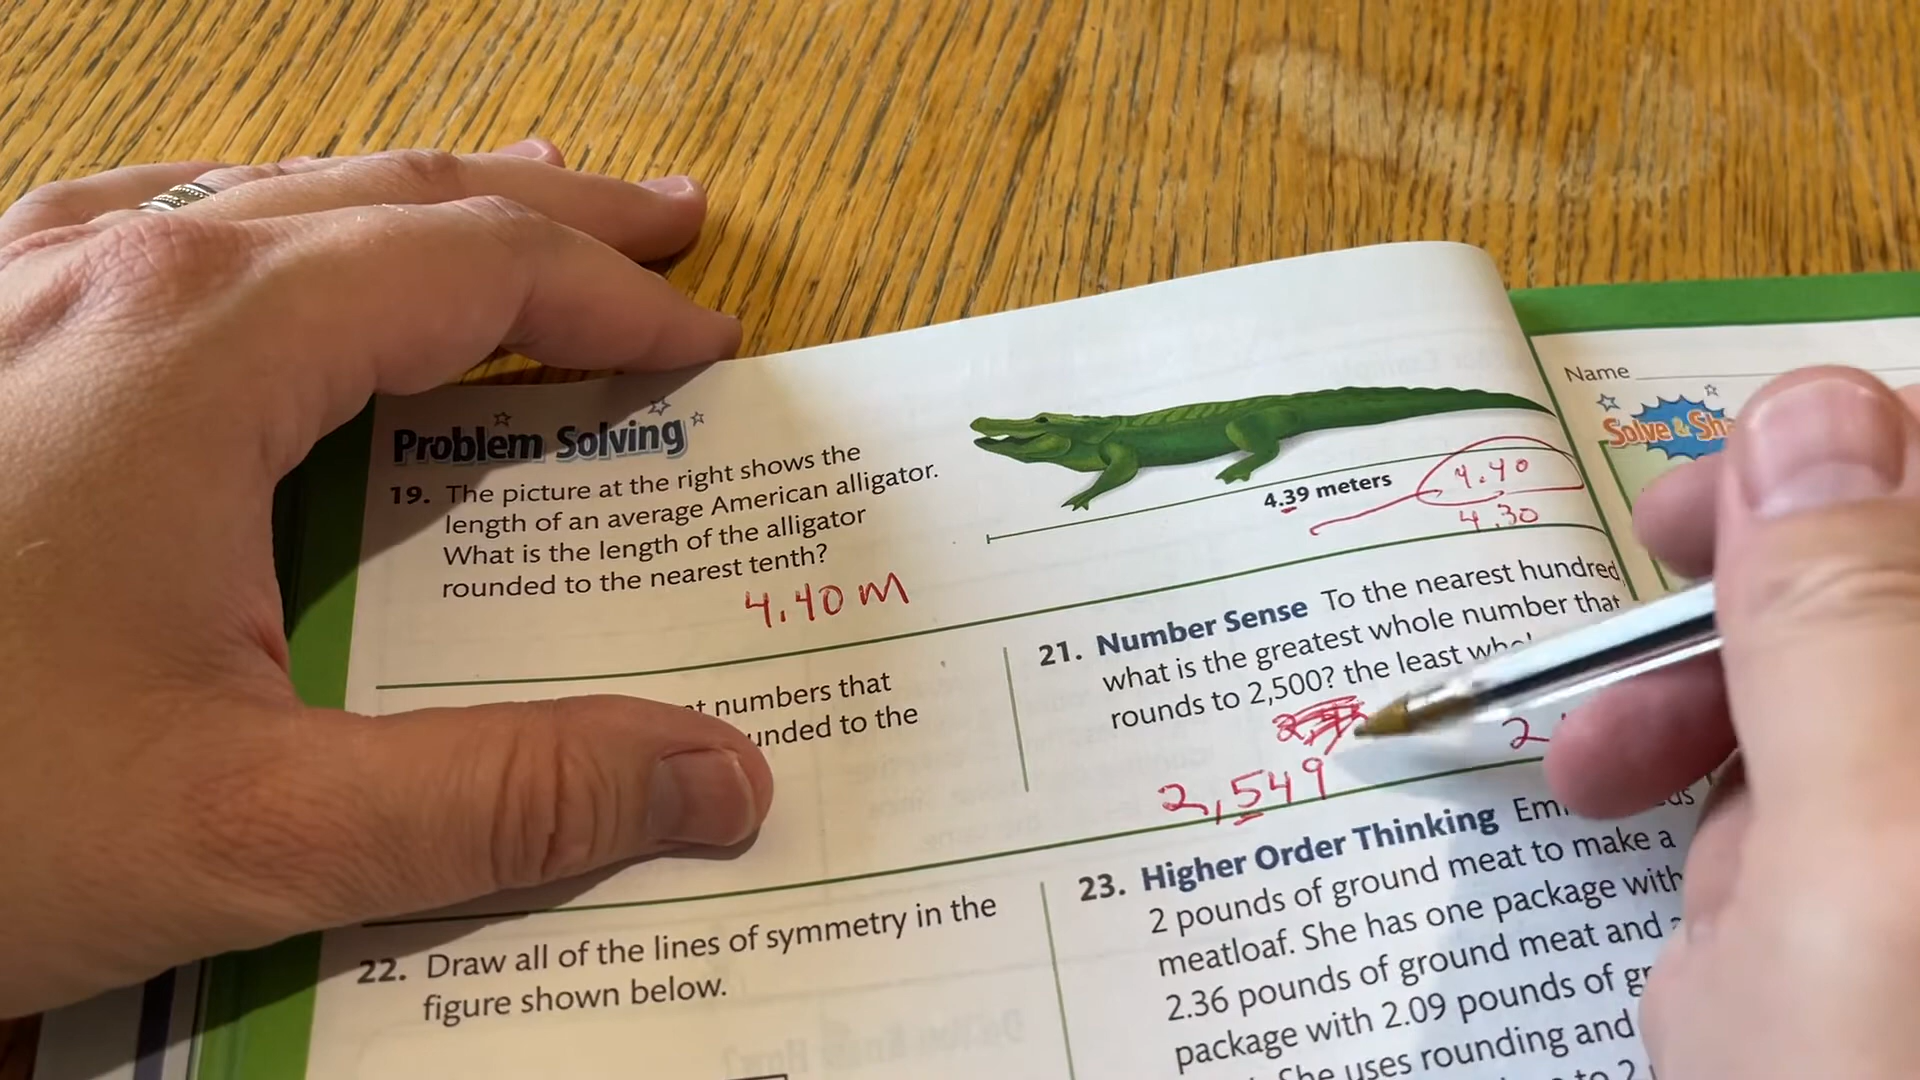 Problem Solving
19. The picture at the right shows the
length of an average American alligator.
What is the length of the alligator
rounded to the nearest tenth?
4.40 m
4.39 meters
4.40
4.30
numbers that
to the
21. Number Sense To the nearest hundred,
what is the greatest whole number that
rounds to 2,500? the least
2,549
2
22. Draw all of the lines of symmetry in the
figure shown below.
23. Higher Order Thinking
2 pounds of ground meat to make a
meatloaf. She has one package with
2.36 pounds of ground meat and
package with 2.09 pounds of
She uses rounding and
to 2
Name
Solve &